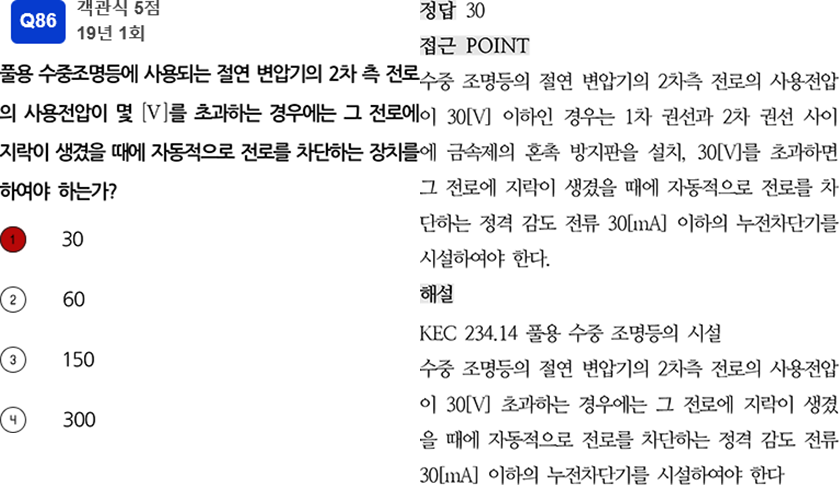 Q86
객관식 5점
19년 1회
풀용 수중조명등에 사용되는 절연 변압기의 2차 측 전로
의 사용전압이 몇 [V]를 초과하는 경우에는 그 전로에
지락이 생겼을 때에 자동적으로 전로를 차단하는 장치를
하여야 하는가?
1 30
2 60
3 150
4 300
정답 30
접근 POINT
수중 조명등의 절연 변압기의 2차측 전로의 사용전압
이 30[V] 이하인 경우는 1차 권선과 2차 권선 사이
에 금속제의 혼촉 방지판을 설치, 30[V]를 초과하면
그 전로에 지락이 생겼을 때에 자동적으로 전로를 차
단하는 정격 감도 전류 30[mA] 이하의 누전차단기를
시설하여야 한다.
해설
KEC 234.14 풀용 수중 조명등의 시설
수중 조명등의 절연 변압기의 2차측 전로의 사용전압
이 30[V] 초과하는 경우에는 그 전로에 지락이 생겼
을 때에 자동적으로 전로를 차단하는 정격 감도 전류
30[mA] 이하의 누전차단기를 시설하여야 한다